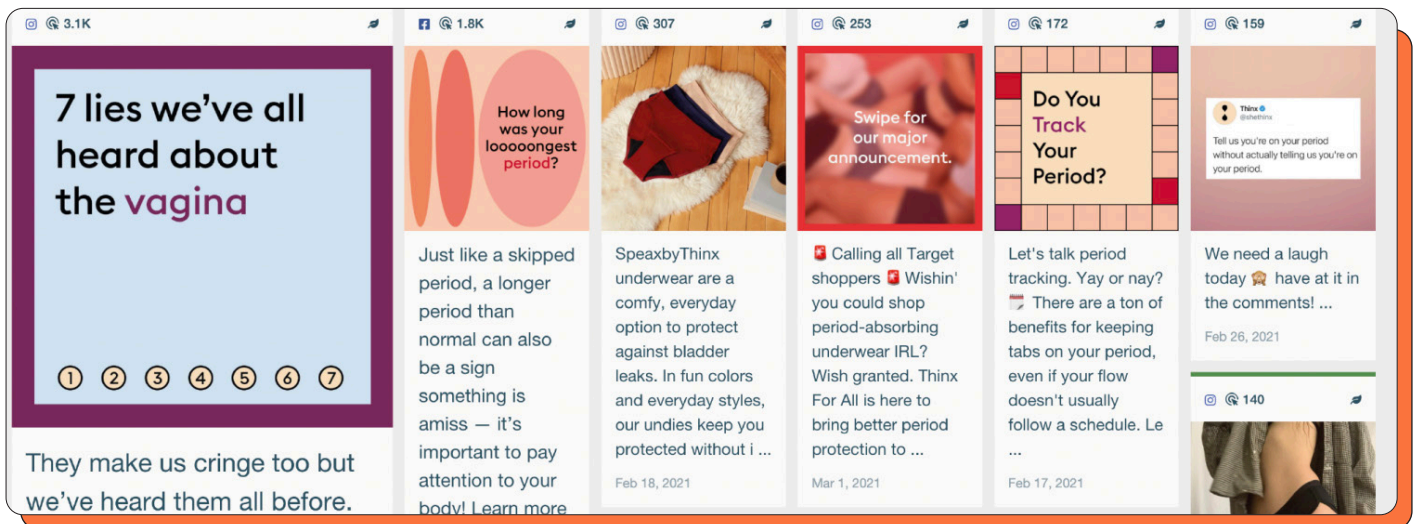 3.1K
7 lies we've all
heard about
the vagina
1 2 3 4 5 6 7
They make us cringe too but
we've heard them all before.
1.8K
How long
was your
looooongest
period?
Just like a skipped
period, a longer
period than
normal can also
be a sign
something is
amiss — it's
important to pay
attention to your
body! Learn more
307
SpeaxbyThinx
underwear are a
comfy, everyday
option to protect
against bladder
leaks. In fun colors
and everyday styles,
our undies keep you
protected without i ...
Feb 18, 2021
253
Swipe for
our major
announcement.
🚨 Calling all Target
shoppers 🚨 Wishin'
you could shop
period-absorbing
underwear IRL?
Wish granted. Thinx
For All is here to
bring better period
protection to ...
Mar 1, 2021
172
Do You
Track
Your
Period?
Let's talk period
tracking. Yay or nay?
🗓️ There are a ton of
benefits for keeping
tabs on your period,
even if your flow
doesn't usually
follow a schedule. Le
...
Feb 17, 2021
159
Thinx
@shethinx
Tell us you're on your period
without actually telling us you're on
your period.
We need a laugh
today 🙊 have at it in
the comments! ...
Feb 26, 2021
140